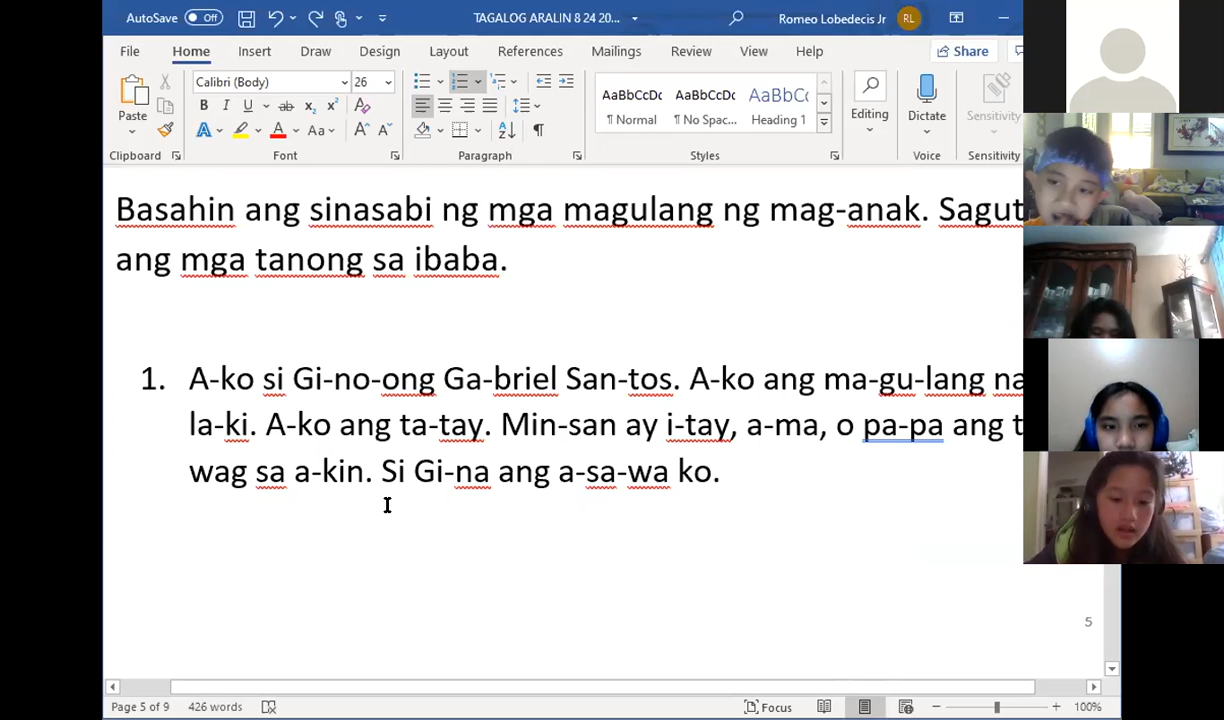 AutoSave Off TAGALOG ARALIN 8 24 20... Romeo Lobedecis Jr RL
File Home Insert Draw Design Layout References Mailings Review View Help Share
Calibri (Body) 26
Paste
AaBbCcDc AaBbCcDc AaBbCc
¶ Normal ¶ No Spac... Heading 1
Editing Dictate Sensitivity
Clipboard Font Paragraph Styles Voice Sensitivity
Basahin ang sinasabi ng mga magulang ng mag-anak. Sagut
ang mga tanong sa ibaba.
1. A-ko si Gi-no-ong Ga-briel San-tos. A-ko ang ma-gu-lang na
la-ki. A-ko ang ta-tay. Min-san ay i-tay, a-ma, o pa-pa ang t
wag sa a-kin. Si Gi-na ang a-sa-wa ko.
5
Page 5 of 9 426 words Focus 100%